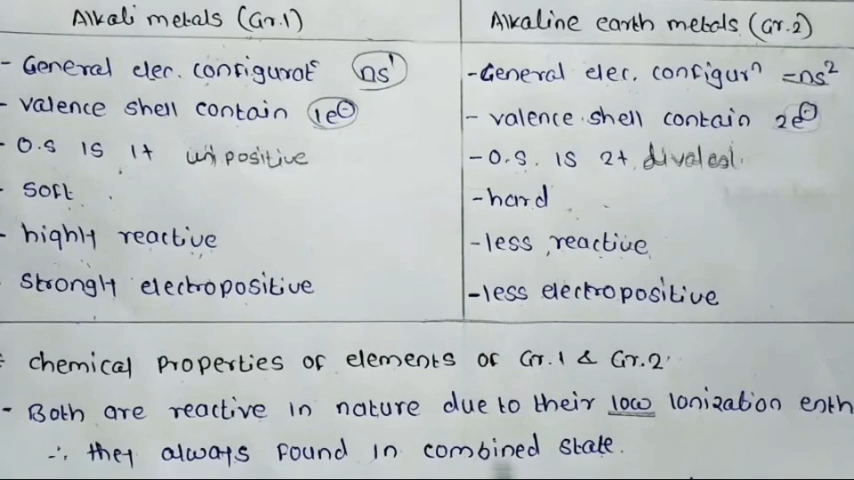 Alkali metals (Gr.1)
- General elec. configurat⁰ ns¹
- valence shell contain 1e⊖
- O.S is 1+ uni positive
- soft
- highly reactive
- strongly electropositive
Alkaline earth metals (Gr.2)
- General elec. configurⁿ = ns²
- valence shell contain 2e⊖
- O.S. is 2+
- hard
- less reactive
- less electropositive
chemical properties of elements of Gr.1 & Gr.2
- Both are reactive in nature due to their low ionization enth
∴ they always found in combined state.